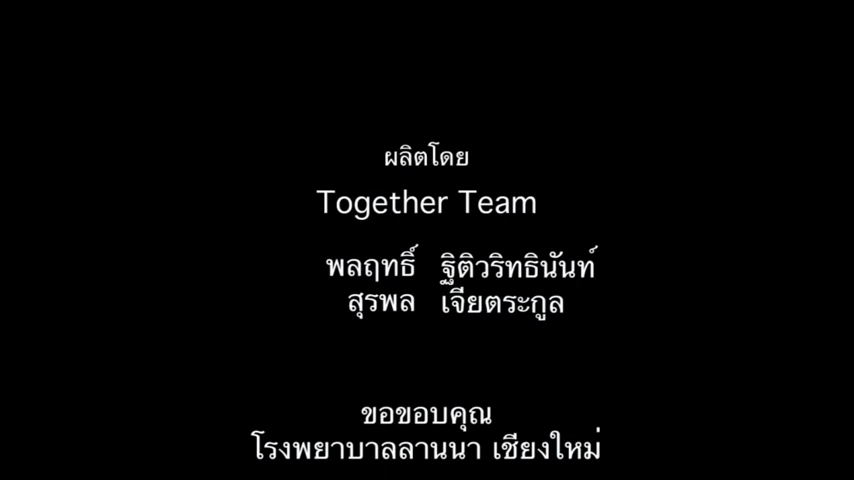 ผลิตโดย
Together Team
พลฤทธิ์ ฐิติวริทธินันท์
สุรพล เจียตระกูล
ขอขอบคุณ
โรงพยาบาลลานนา เชียงใหม่